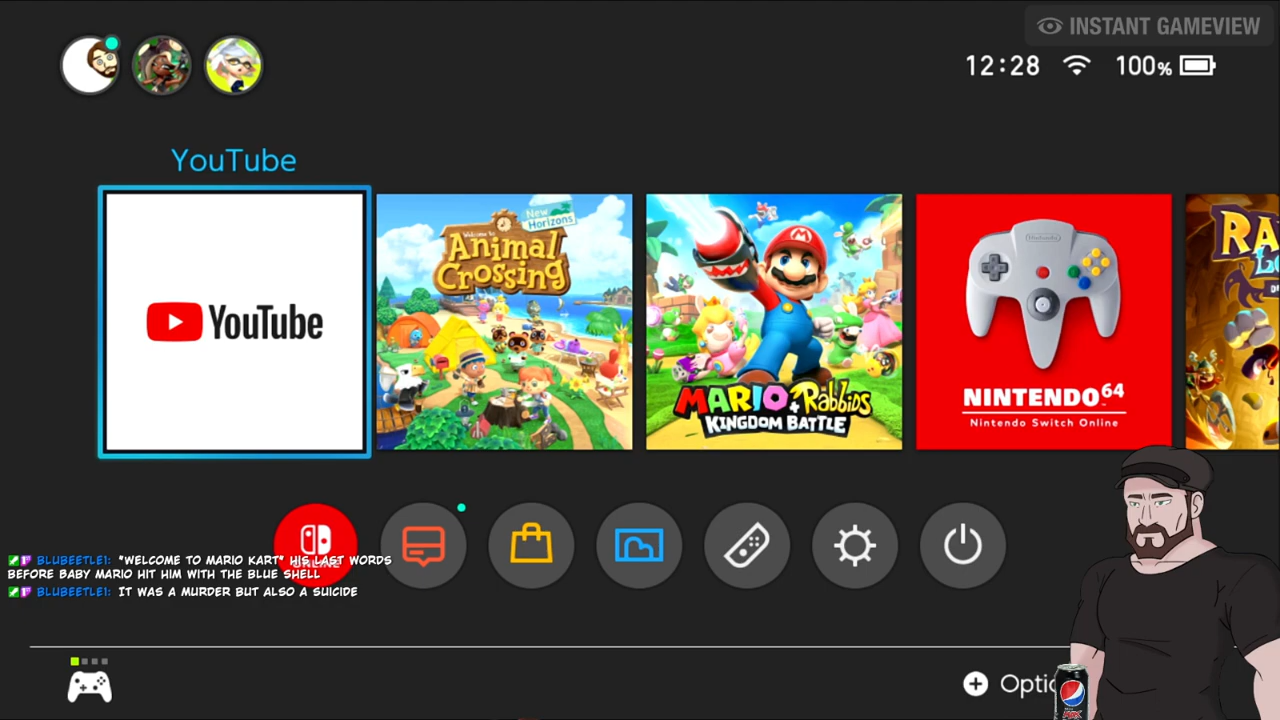 INSTANT GAMEVIEW
12:28
100%
YouTube
YouTube
Welcome to
New Horizons
Animal Crossing
MARIO + Rabbids
KINGDOM BATTLE
Nintendo
NINTENDO 64
Nintendo Switch Online
RA
BLUBEETLE1: "WELCOME TO MARIO KART" HIS LAST WORDS
BEFORE BABY MARIO HIT HIM WITH THE BLUE SHELL
BLUBEETLE1: IT WAS A MURDER BUT ALSO A SUICIDE
Optio